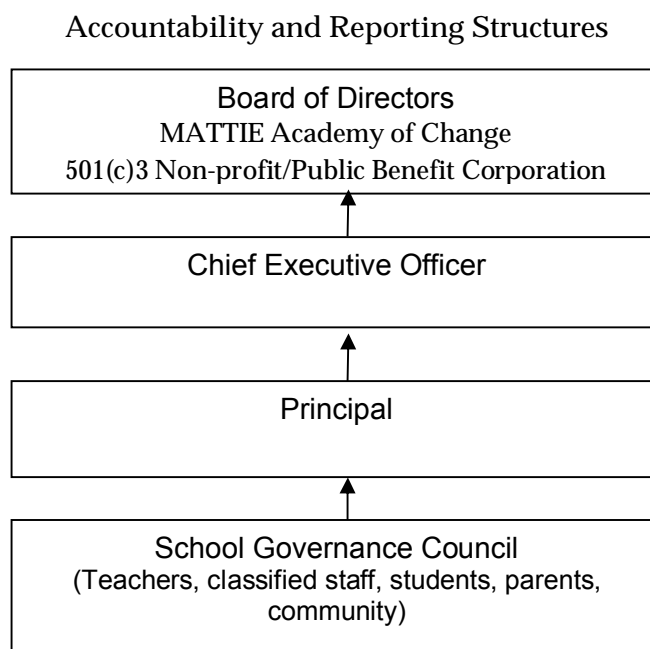 Accountability and Reporting Structures
Board of Directors
MATTIE Academy of Change
501(c)3 Non-profit/Public Benefit Corporation
Chief Executive Officer
Principal
School Governance Council
(Teachers, classified staff, students, parents,
community)